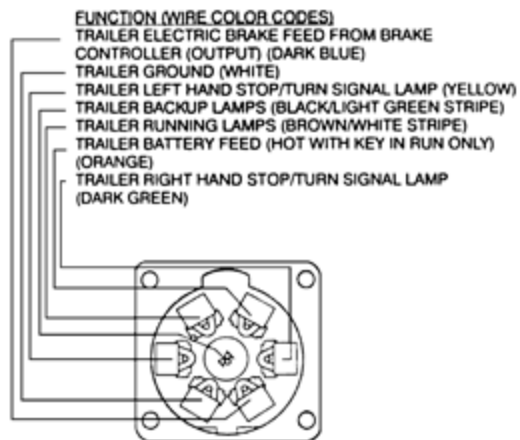 FUNCTION (WIRE COLOR CODES)
TRAILER ELECTRIC BRAKE FEED FROM BRAKE
CONTROLLER (OUTPUT) (DARK BLUE)
TRAILER GROUND (WHITE)
TRAILER LEFT HAND STOP/TURN SIGNAL LAMP (YELLOW)
TRAILER BACKUP LAMPS (BLACK/LIGHT GREEN STRIPE)
TRAILER RUNNING LAMPS (BROWN/WHITE STRIPE)
TRAILER BATTERY FEED (HOT WITH KEY IN RUN ONLY)
(ORANGE)
TRAILER RIGHT HAND STOP/TURN SIGNAL LAMP
(DARK GREEN)